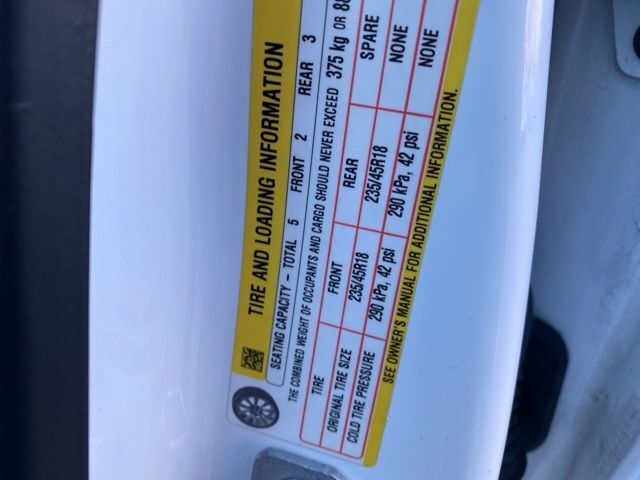 TIRE AND LOADING INFORMATION
SEATING CAPACITY - TOTAL 5 FRONT 2 REAR 3
THE COMBINED WEIGHT OF OCCUPANTS AND CARGO SHOULD NEVER EXCEED 375 kg OR
TIRE FRONT REAR SPARE
ORIGINAL TIRE SIZE 235/45R18 235/45R18 NONE
COLD TIRE PRESSURE 290 kPa, 42 psi 290 kPa, 42 psi NONE
SEE OWNER'S MANUAL FOR ADDITIONAL INFORMATION.